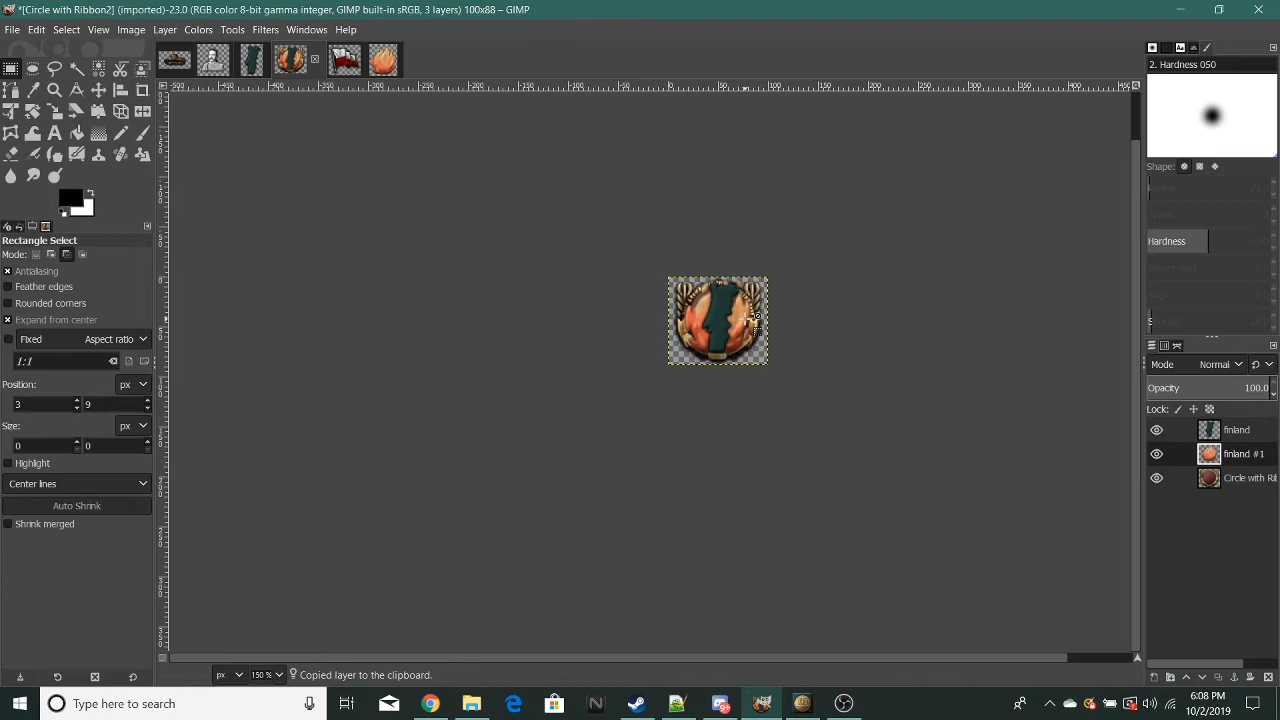 *[Circle with Ribbon2] (imported)-23.0 (RGB color 8-bit gamma integer, GIMP built-in sRGB, 3 layers) 100x88 – GIMP
File Edit Select View Image Layer Colors Tools Filters Windows Help
2. Hardness 050
Shape:
Hardness
Rectangle Select
Mode:
Antialiasing
Feather edges
Rounded corners
Expand from center
Fixed Aspect ratio
1:1
Position: px
3 9
Size: px
0 0
Highlight
Center lines
Auto Shrink
Shrink merged
Mode Normal
Opacity 100.0
Lock:
finland
finland #1
Circle with Rib
px 150 % Copied layer to the clipboard.
Type here to search
6:08 PM
10/2/2019